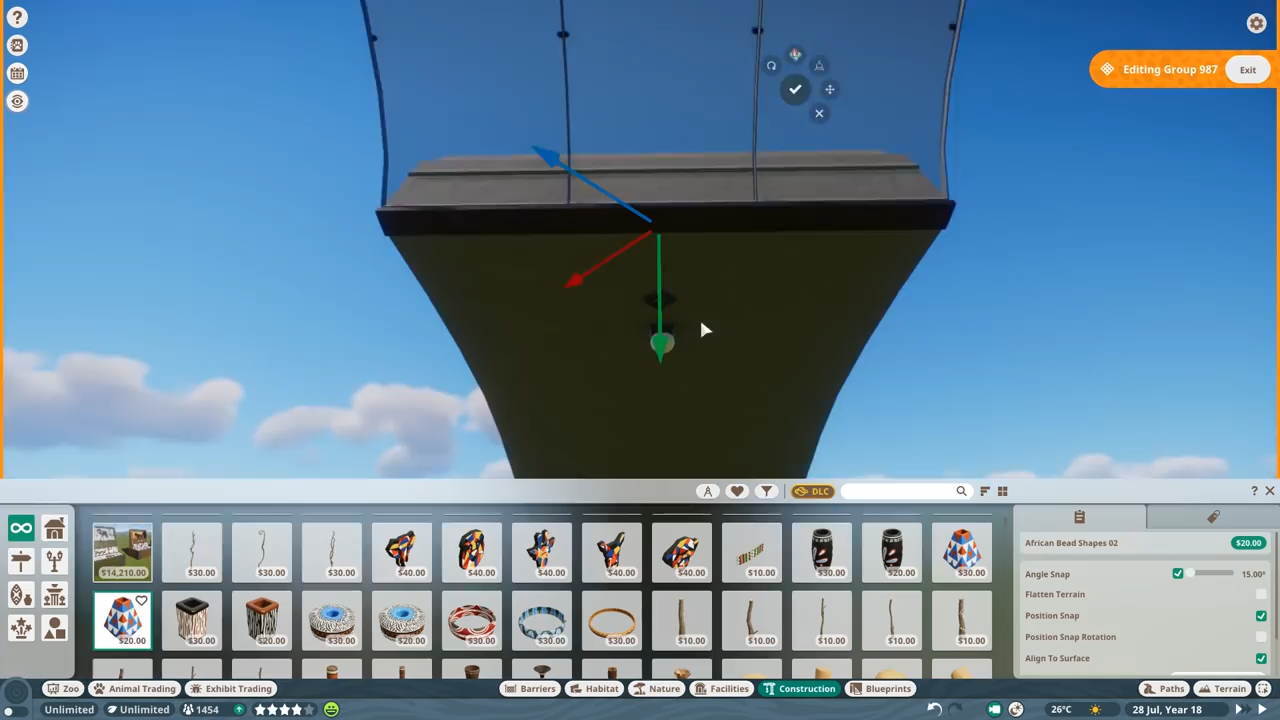 ?
Editing Group 987
Exit
DLC
? ×
$14,210.00 $30.00 $30.00 $30.00 $40.00 $40.00 $40.00 $40.00 $40.00 $10.00 $30.00 $20.00 $30.00
$20.00 $30.00 $20.00 $30.00 $20.00 $30.00 $30.00 $30.00 $10.00 $10.00 $10.00 $10.00 $10.00
African Bead Shapes 02 $20.00
Angle Snap 15.00°
Flatten Terrain
Position Snap
Position Snap Rotation
Align To Surface
Zoo Animal Trading Exhibit Trading Barriers Habitat Nature Facilities Construction Blueprints Paths Terrain
Unlimited Unlimited 1454 26°C 28 Jul, Year 18